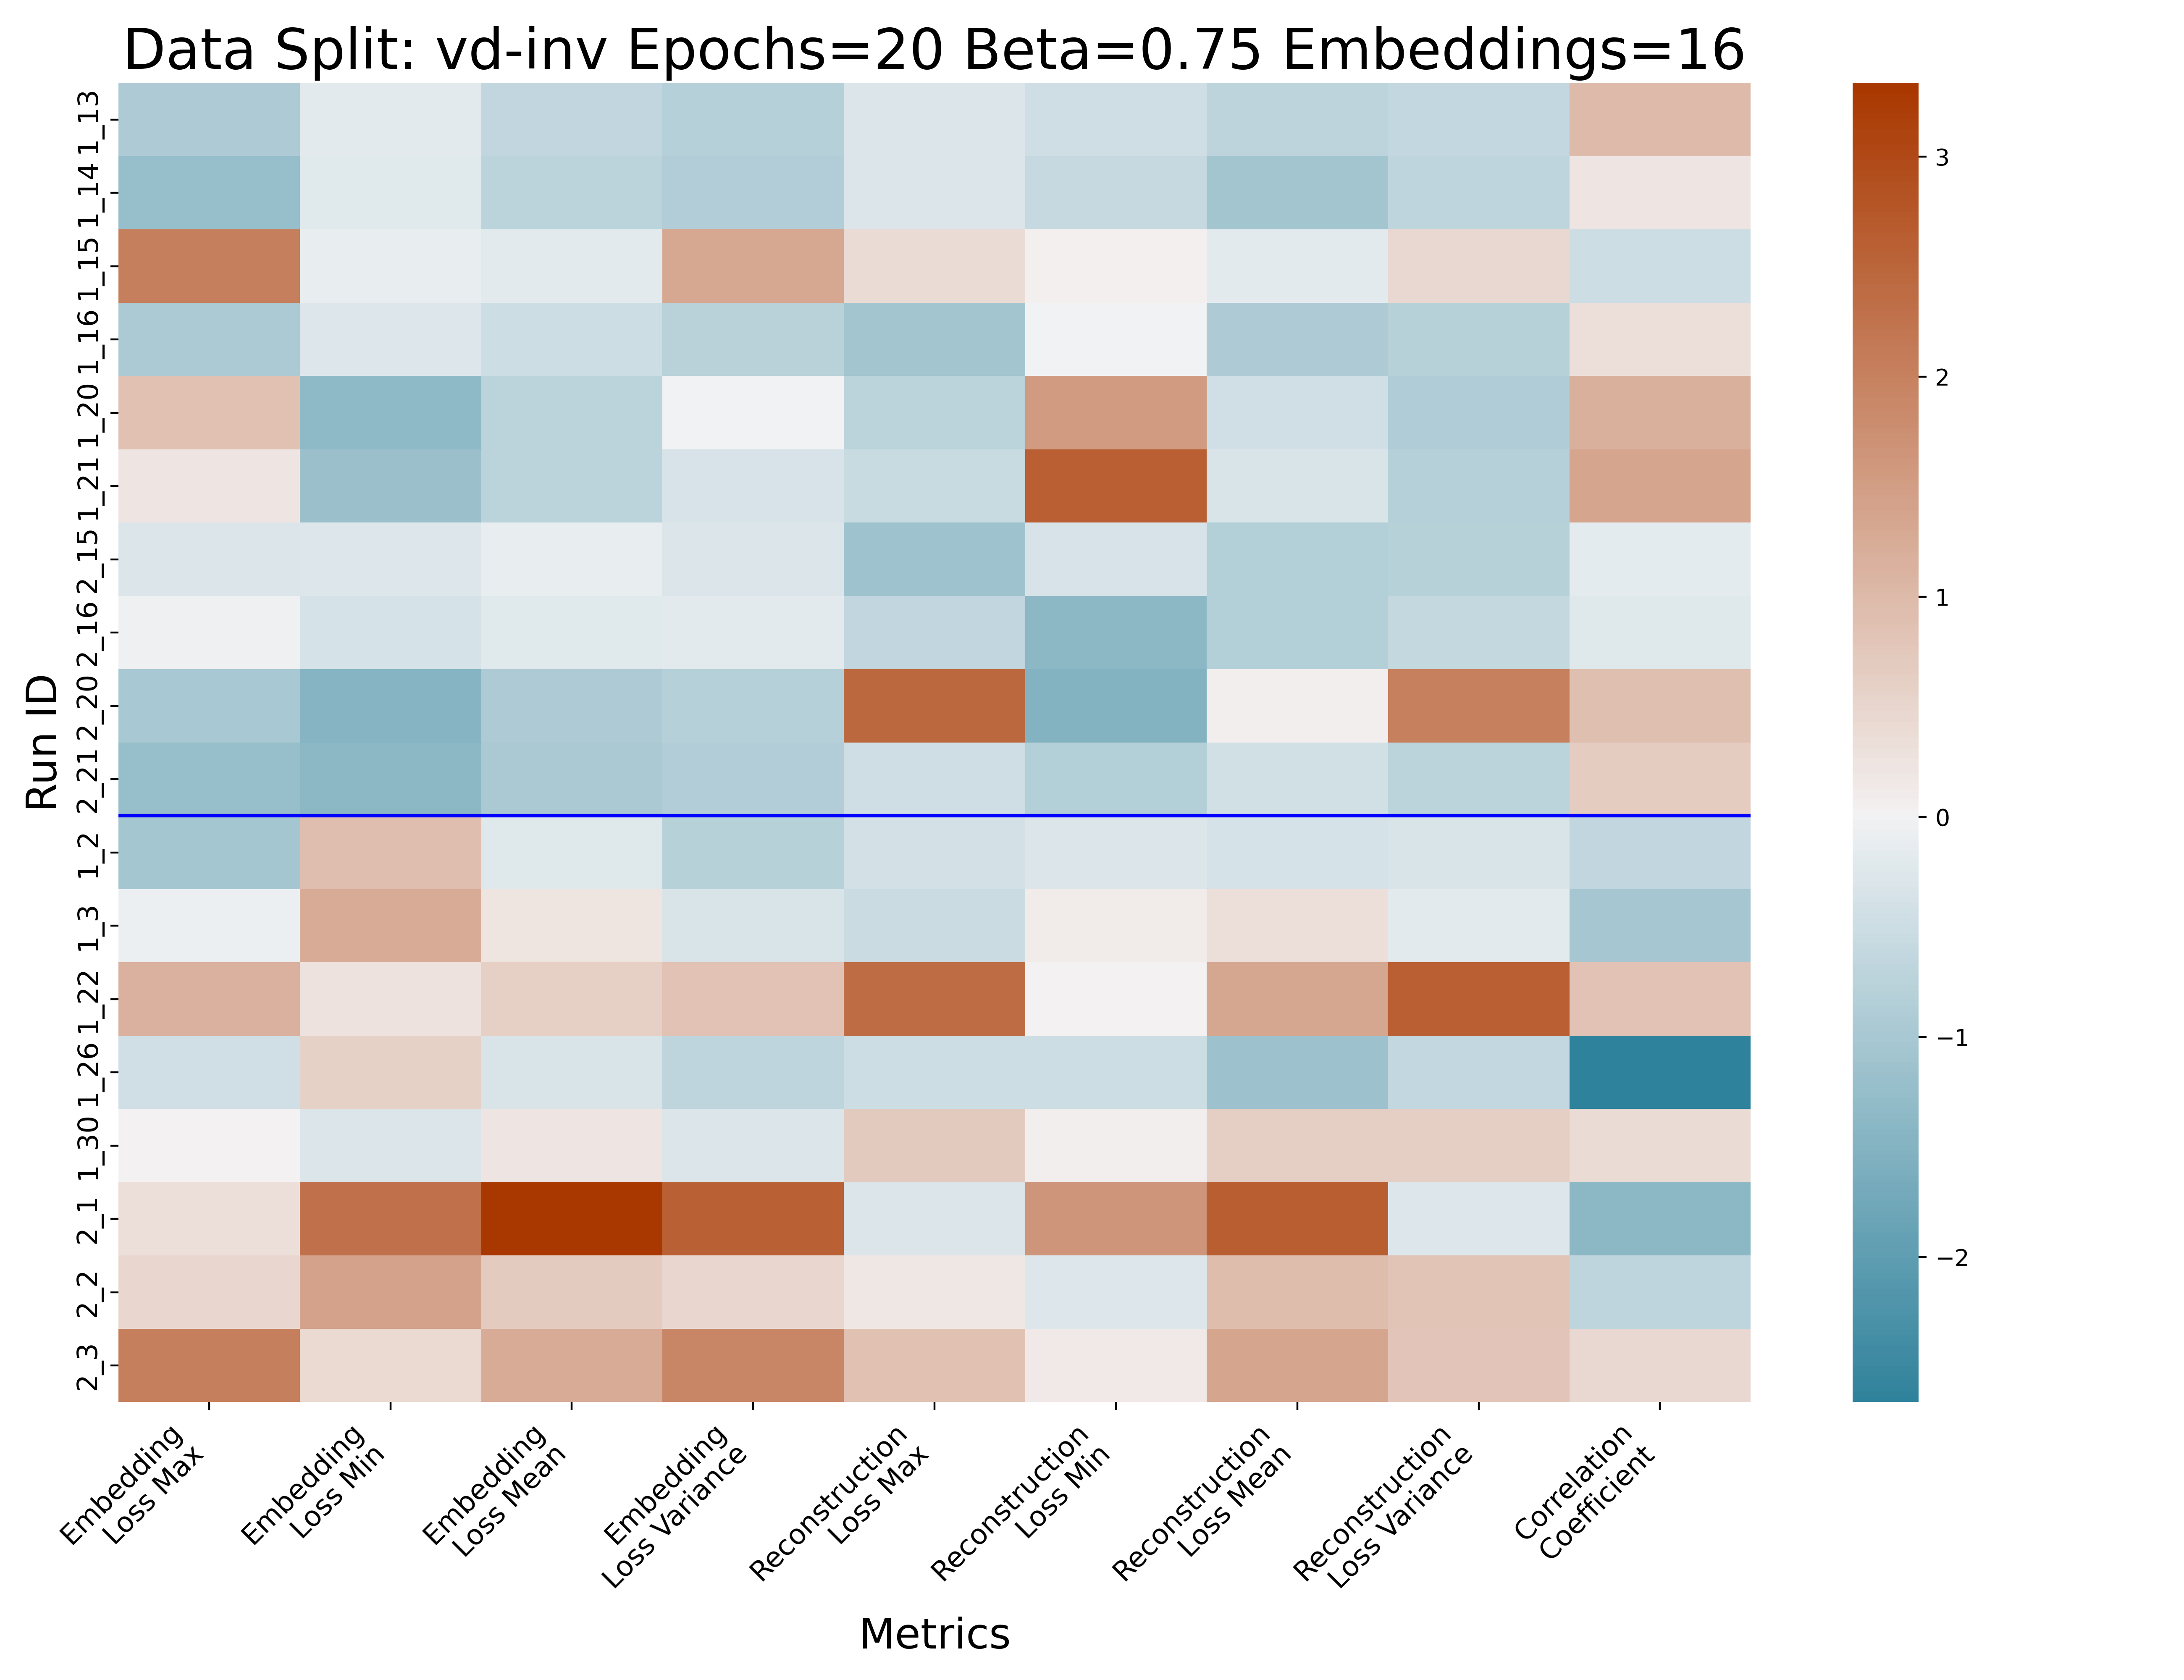 Data Split: vd-inv Epochs=20 Beta=0.75 Embeddings=16
Run ID
1_13
1_14
1_15
1_16
1_20
1_21
2_15
2_16
2_20
2_21
1_2
1_3
1_22
1_26
1_30
2_1
2_2
2_3
3
2
1
0
−1
−2
Embedding
Loss Max
Embedding
Loss Min
Embedding
Loss Mean
Embedding
Loss Variance
Reconstruction
Loss Max
Reconstruction
Loss Min
Reconstruction
Loss Mean
Reconstruction
Loss Variance
Correlation
Coefficient
Metrics